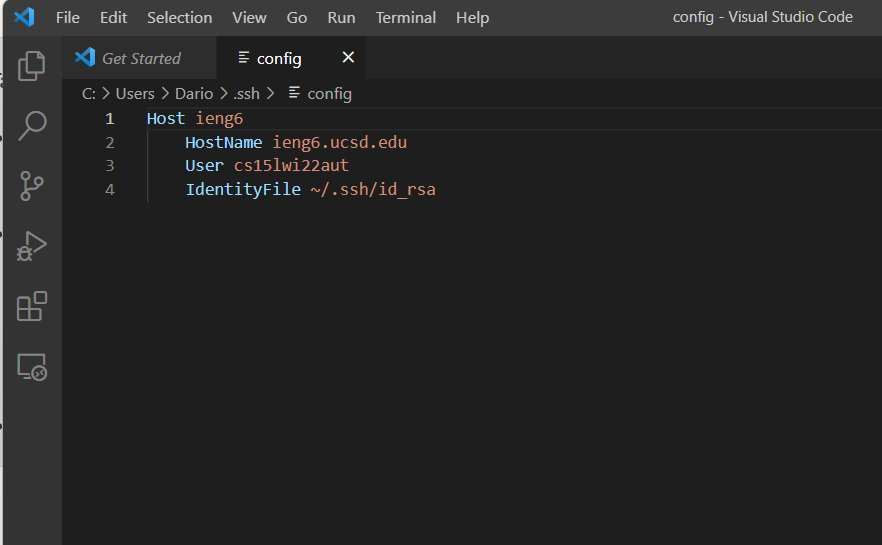 File Edit Selection View Go Run Terminal Help config - Visual Studio Code
Get Started config
C: > Users > Dario > .ssh > config
1 Host ieng6
2 HostName ieng6.ucsd.edu
3 User cs15lwi22aut
4 IdentityFile ~/.ssh/id_rsa